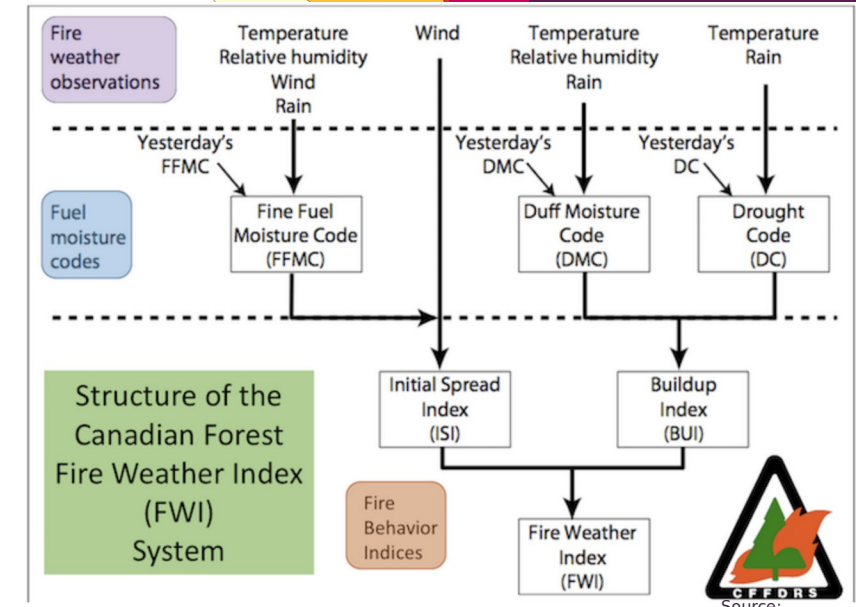 Fire
weather
observations
Temperature
Relative humidity
Wind
Rain
Wind
Temperature
Relative humidity
Rain
Temperature
Rain
Yesterday's
FFMC
Yesterday's
DMC
Yesterday's
DC
Fuel
moisture
codes
Fine Fuel
Moisture Code
(FFMC)
Duff Moisture
Code
(DMC)
Drought
Code
(DC)
Structure of the
Canadian Forest
Fire Weather Index
(FWI)
System
Initial Spread
Index
(ISI)
Buildup
Index
(BUI)
Fire
Behavior
Indices
Fire Weather
Index
(FWI)
CFFDRS
Source: